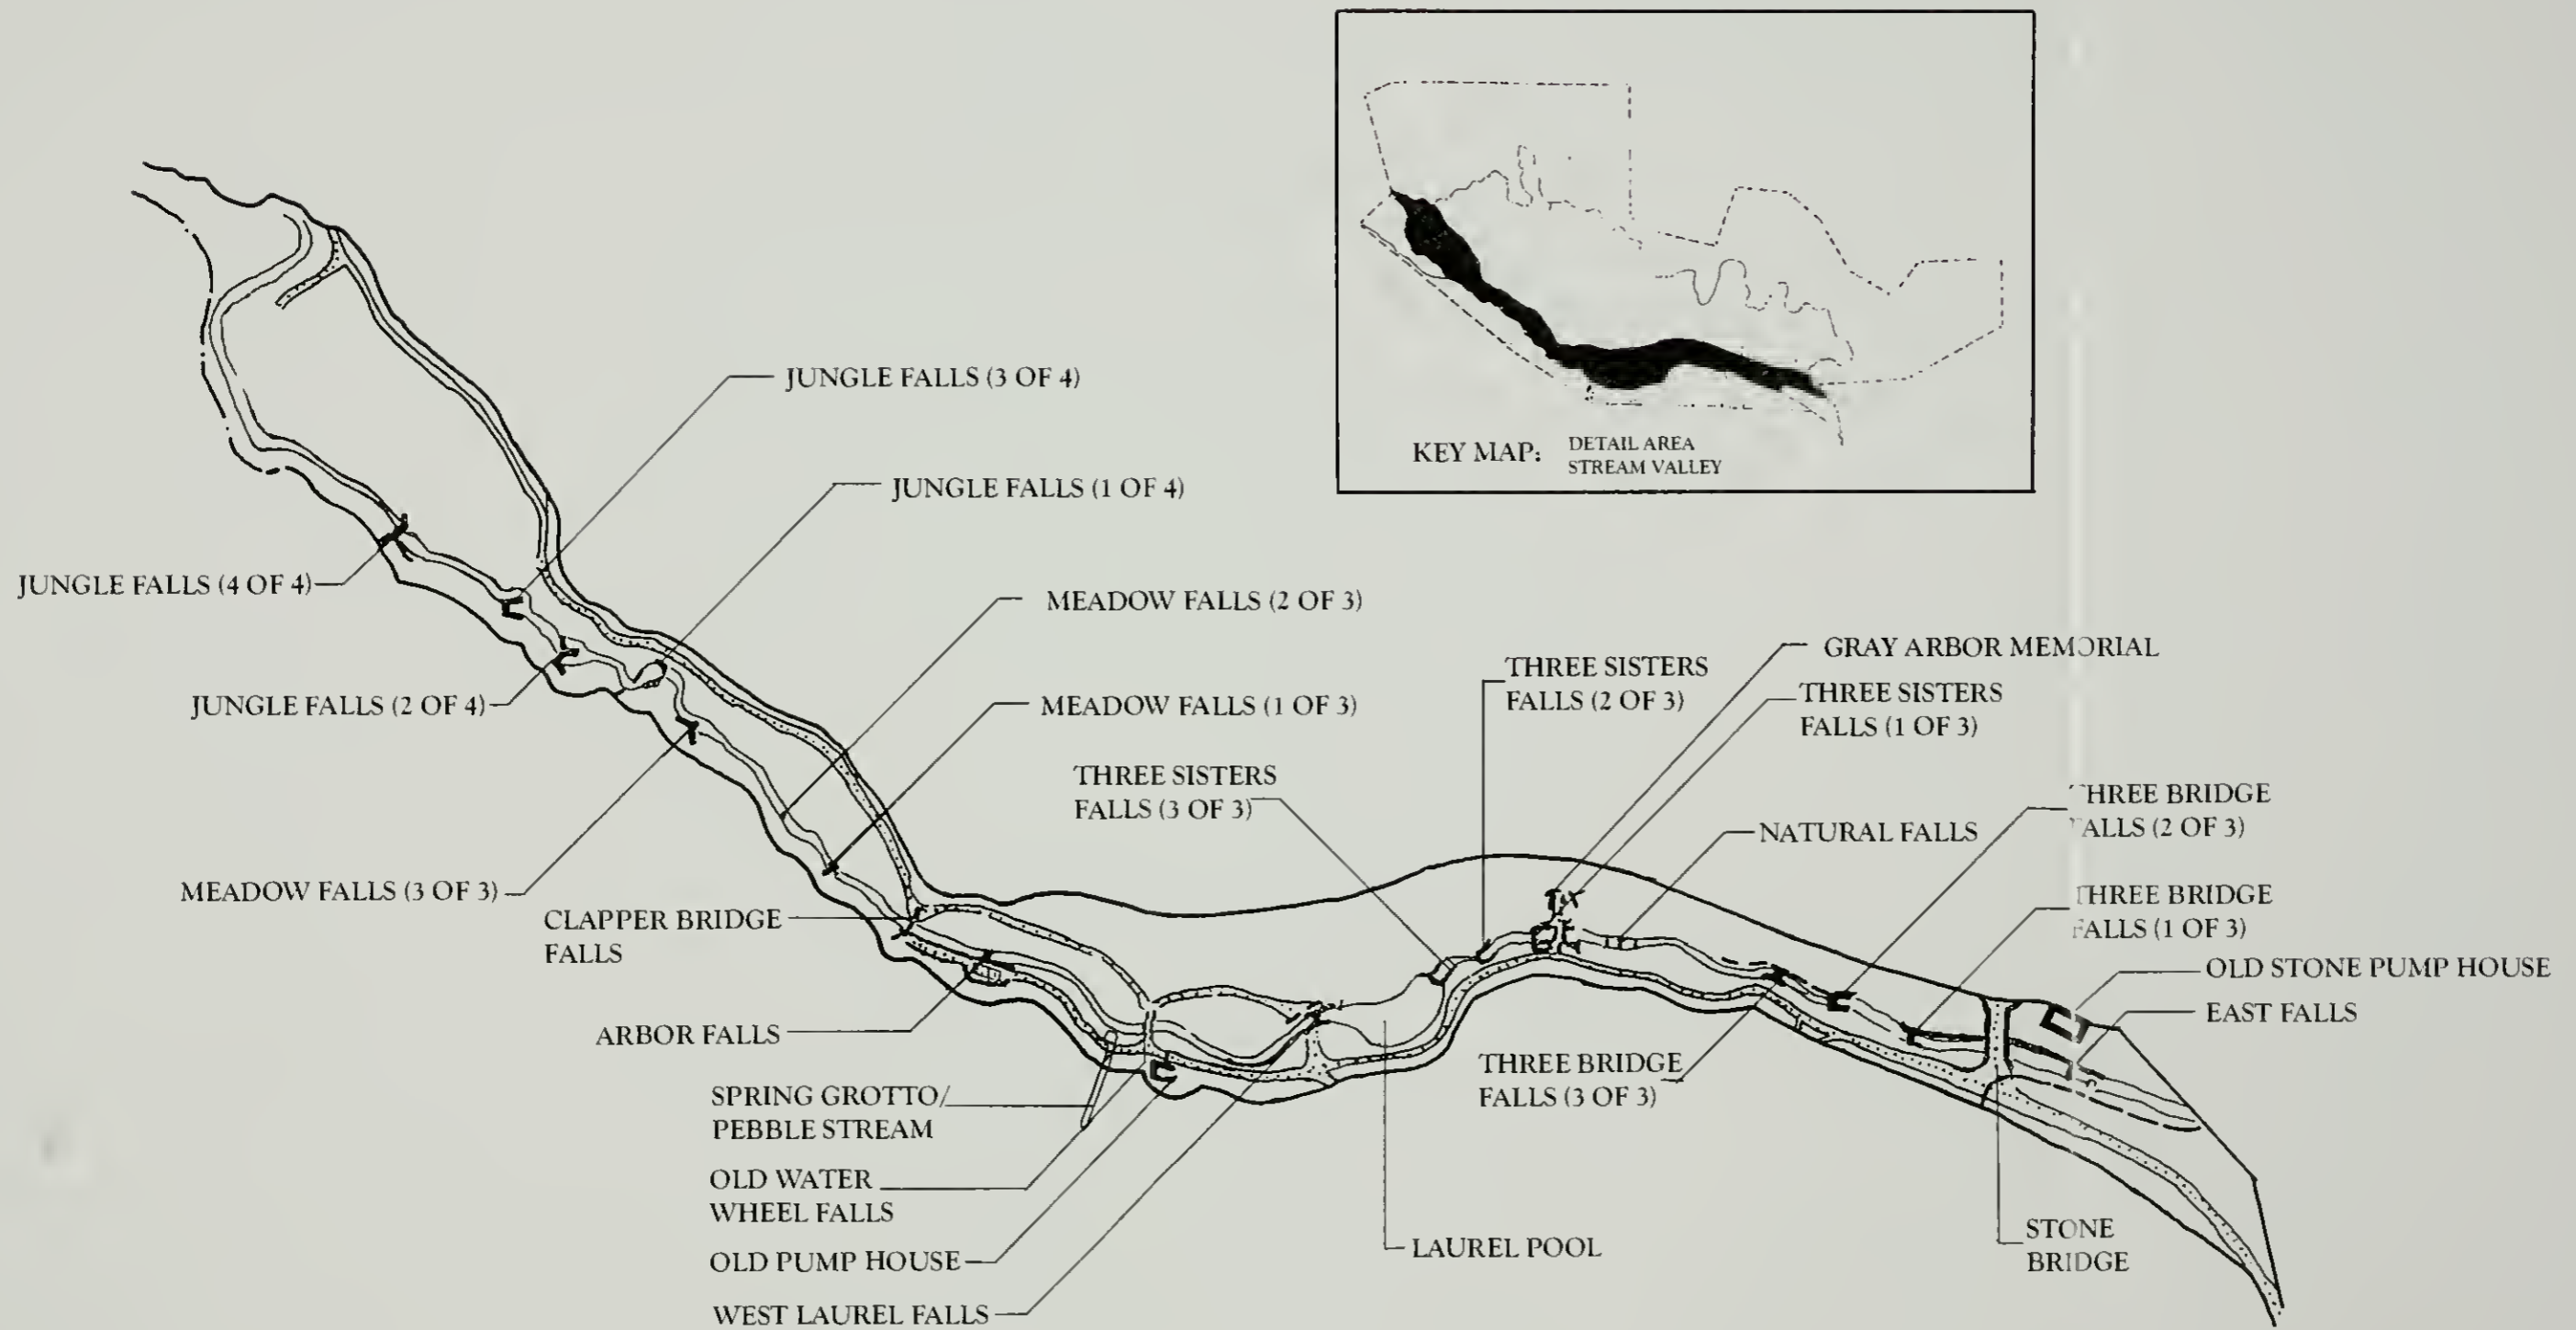 KEY MAP: DETAIL AREA
STREAM VALLEY
JUNGLE FALLS (3 OF 4)
JUNGLE FALLS (1 OF 4)
JUNGLE FALLS (4 OF 4)
MEADOW FALLS (2 OF 3)
JUNGLE FALLS (2 OF 4)
MEADOW FALLS (1 OF 3)
THREE SISTERS
FALLS (2 OF 3)
GRAY ARBOR MEMORIAL
THREE SISTERS
FALLS (1 OF 3)
THREE SISTERS
FALLS (3 OF 3)
THREE BRIDGE
FALLS (2 OF 3)
NATURAL FALLS
MEADOW FALLS (3 OF 3)
CLAPPER BRIDGE
FALLS
THREE BRIDGE
FALLS (1 OF 3)
OLD STONE PUMP HOUSE
EAST FALLS
ARBOR FALLS
THREE BRIDGE
FALLS (3 OF 3)
SPRING GROTTO/
PEBBLE STREAM
OLD WATER
WHEEL FALLS
OLD PUMP HOUSE
WEST LAUREL FALLS
LAUREL POOL
STONE
BRIDGE